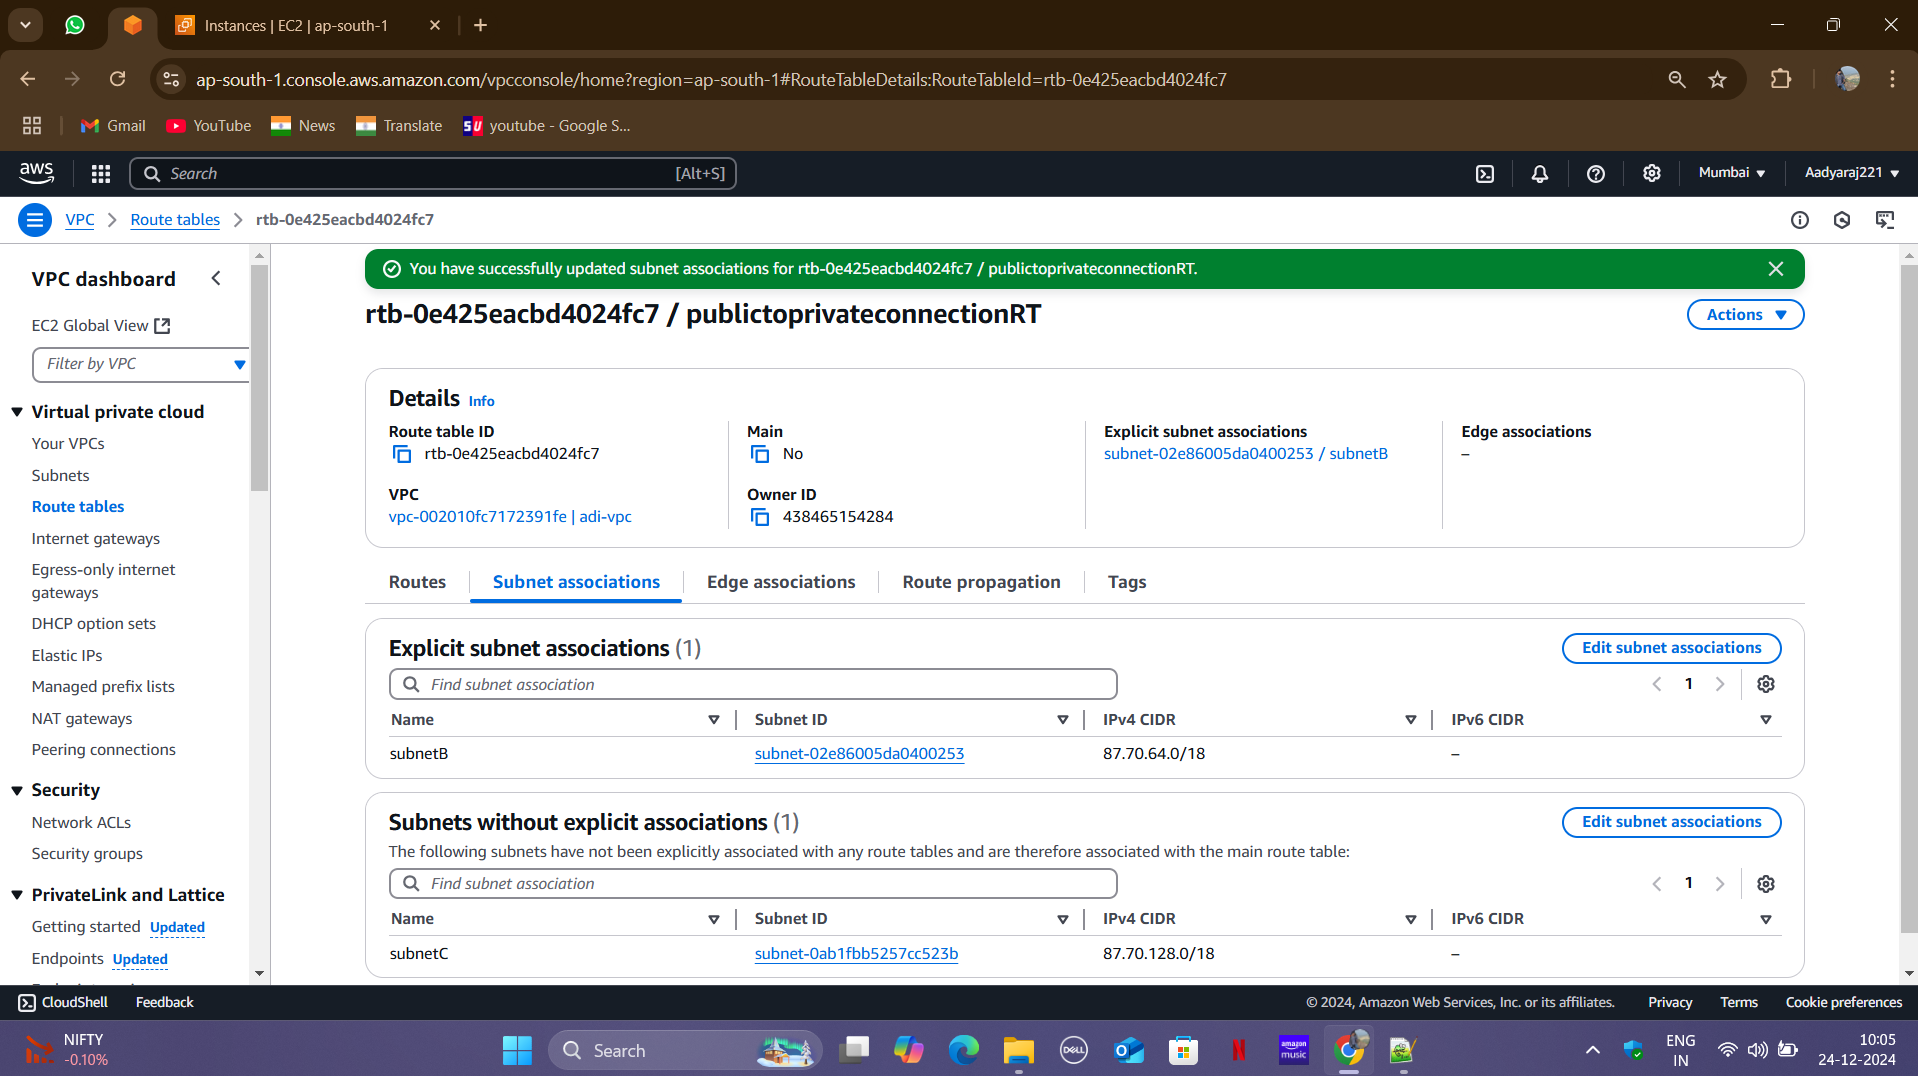 Instances | EC2 | ap-south-1
ap-south-1.console.aws.amazon.com/vpcconsole/home?region=ap-south-1#RouteTableDetails:RouteTableId=rtb-0e425eacbd4024fc7
Gmail YouTube News Translate SU youtube - Google S...
aws Search [Alt+S] Mumbai Aadyaraj221
VPC Route tables rtb-0e425eacbd4024fc7
VPC dashboard
EC2 Global View
Filter by VPC
Virtual private cloud
Your VPCs
Subnets
Route tables
Internet gateways
Egress-only internet
gateways
DHCP option sets
Elastic IPs
Managed prefix lists
NAT gateways
Peering connections
Security
Network ACLs
Security groups
PrivateLink and Lattice
Getting started Updated
Endpoints Updated
You have successfully updated subnet associations for rtb-0e425eacbd4024fc7 / publictoprivateconnectionRT.
rtb-0e425eacbd4024fc7 / publictoprivateconnectionRT
Actions
Details Info
Route table ID
rtb-0e425eacbd4024fc7
Main
No
Explicit subnet associations
subnet-02e86005da0400253 / subnetB
Edge associations
–
VPC
vpc-002010fc7172391fe | adi-vpc
Owner ID
438465154284
Routes Subnet associations Edge associations Route propagation Tags
Explicit subnet associations (1)
Edit subnet associations
Find subnet association
1
Name Subnet ID IPv4 CIDR IPv6 CIDR
subnetB subnet-02e86005da0400253 87.70.64.0/18 –
Subnets without explicit associations (1)
Edit subnet associations
The following subnets have not been explicitly associated with any route tables and are therefore associated with the main route table:
Find subnet association
1
Name Subnet ID IPv4 CIDR IPv6 CIDR
subnetC subnet-0ab1fbb5257cc523b 87.70.128.0/18 –
CloudShell Feedback © 2024, Amazon Web Services, Inc. or its affiliates. Privacy Terms Cookie preferences
NIFTY
-0.10%
Search
DELL
amazon
music
ENG
IN
10:05
24-12-2024